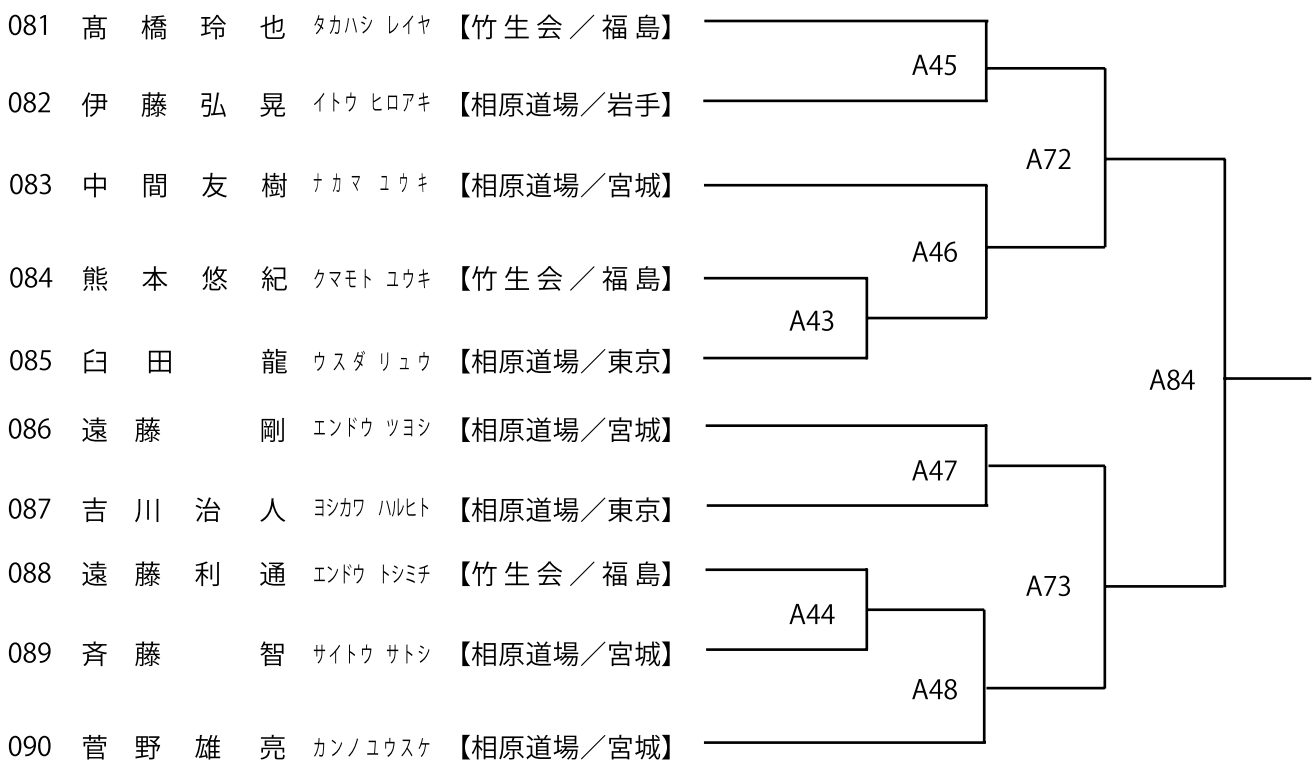 081 髙橋玲也 タカハシ レイヤ 【竹生会／福島】
A45
082 伊藤弘晃 イトウ ヒロアキ 【相原道場／岩手】
A72
083 中間友樹 ナカマ ユウキ 【相原道場／宮城】
A46
084 熊本悠紀 クマモト ユウキ 【竹生会／福島】
A43
085 臼田龍 ウスダ リュウ 【相原道場／東京】
A84
086 遠藤剛 エンドウ ツヨシ 【相原道場／宮城】
A47
087 吉川治人 ヨシカワ ハルヒト 【相原道場／東京】
088 遠藤利通 エンドウ トシミチ 【竹生会／福島】
A73
A44
089 斉藤智 サイトウ サトシ 【相原道場／宮城】
A48
090 菅野雄亮 カンノユウスケ 【相原道場／宮城】